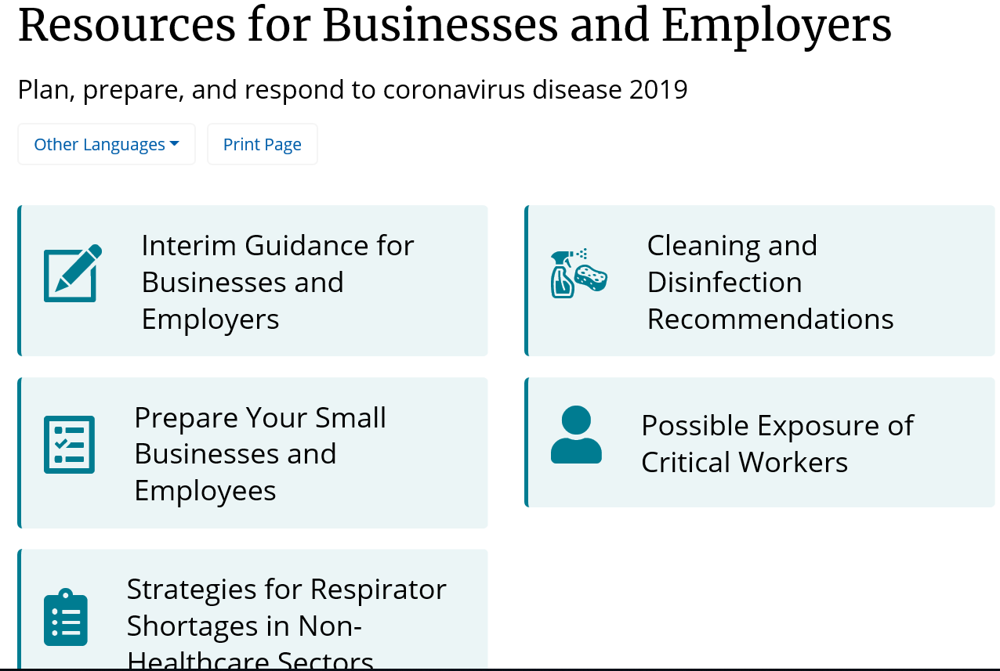 Resources for Businesses and Employers
Plan, prepare, and respond to coronavirus disease 2019
Other Languages
Print Page
Interim Guidance for
Businesses and
Employers
Cleaning and
Disinfection
Recommendations
Prepare Your Small
Businesses and
Employees
Possible Exposure of
Critical Workers
Strategies for Respirator
Shortages in Non-
Healthcare Sectors